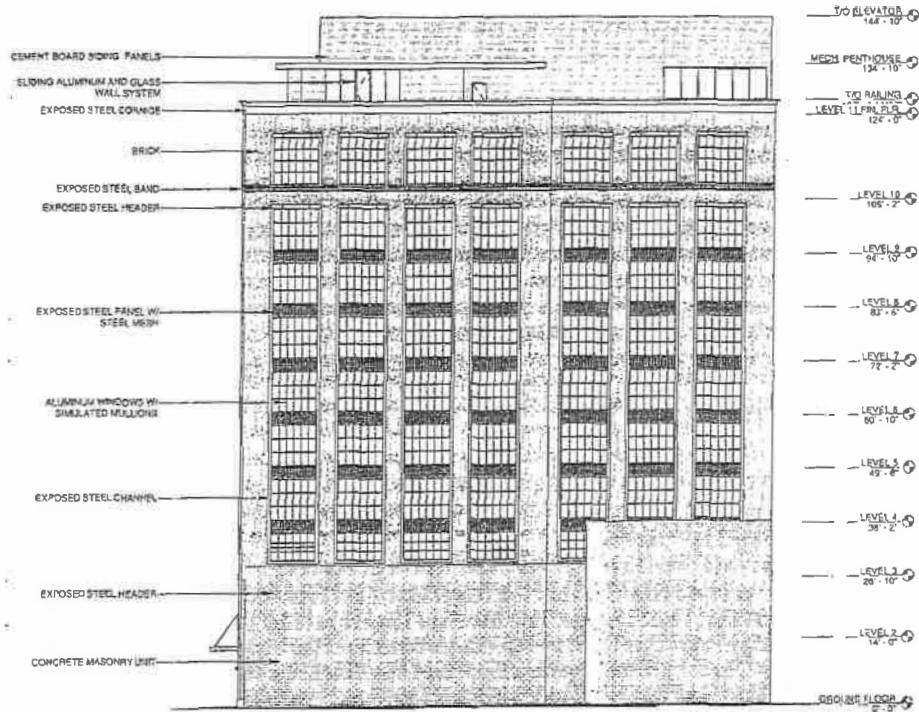 T/O ELEVATOR
144' - 10"
CEMENT BOARD SIDING PANELS
MECH PENTHOUSE
134' - 10"
SLIDING ALUMINUM AND GLASS
WALL SYSTEM
T/O RAILING
EXPOSED STEEL CORNICE
LEVEL 11 FIN. FLR.
124' - 0"
BRICK
EXPOSED STEEL BAND
LEVEL 10
EXPOSED STEEL HEADER
LEVEL 9
94' - 10"
EXPOSED STEEL PANEL W/
STEEL MESH
LEVEL 8
83' - 6"
LEVEL 7
72' - 2"
ALUMINUM WINDOWS W/
SIMULATED MULLIONS
LEVEL 6
60' - 10"
LEVEL 5
49' - 6"
EXPOSED STEEL CHANNEL
LEVEL 4
38' - 2"
LEVEL 3
26' - 10"
EXPOSED STEEL HEADER
LEVEL 2
14' - 0"
CONCRETE MASONRY UNIT
GROUND FLOOR
0' - 0"